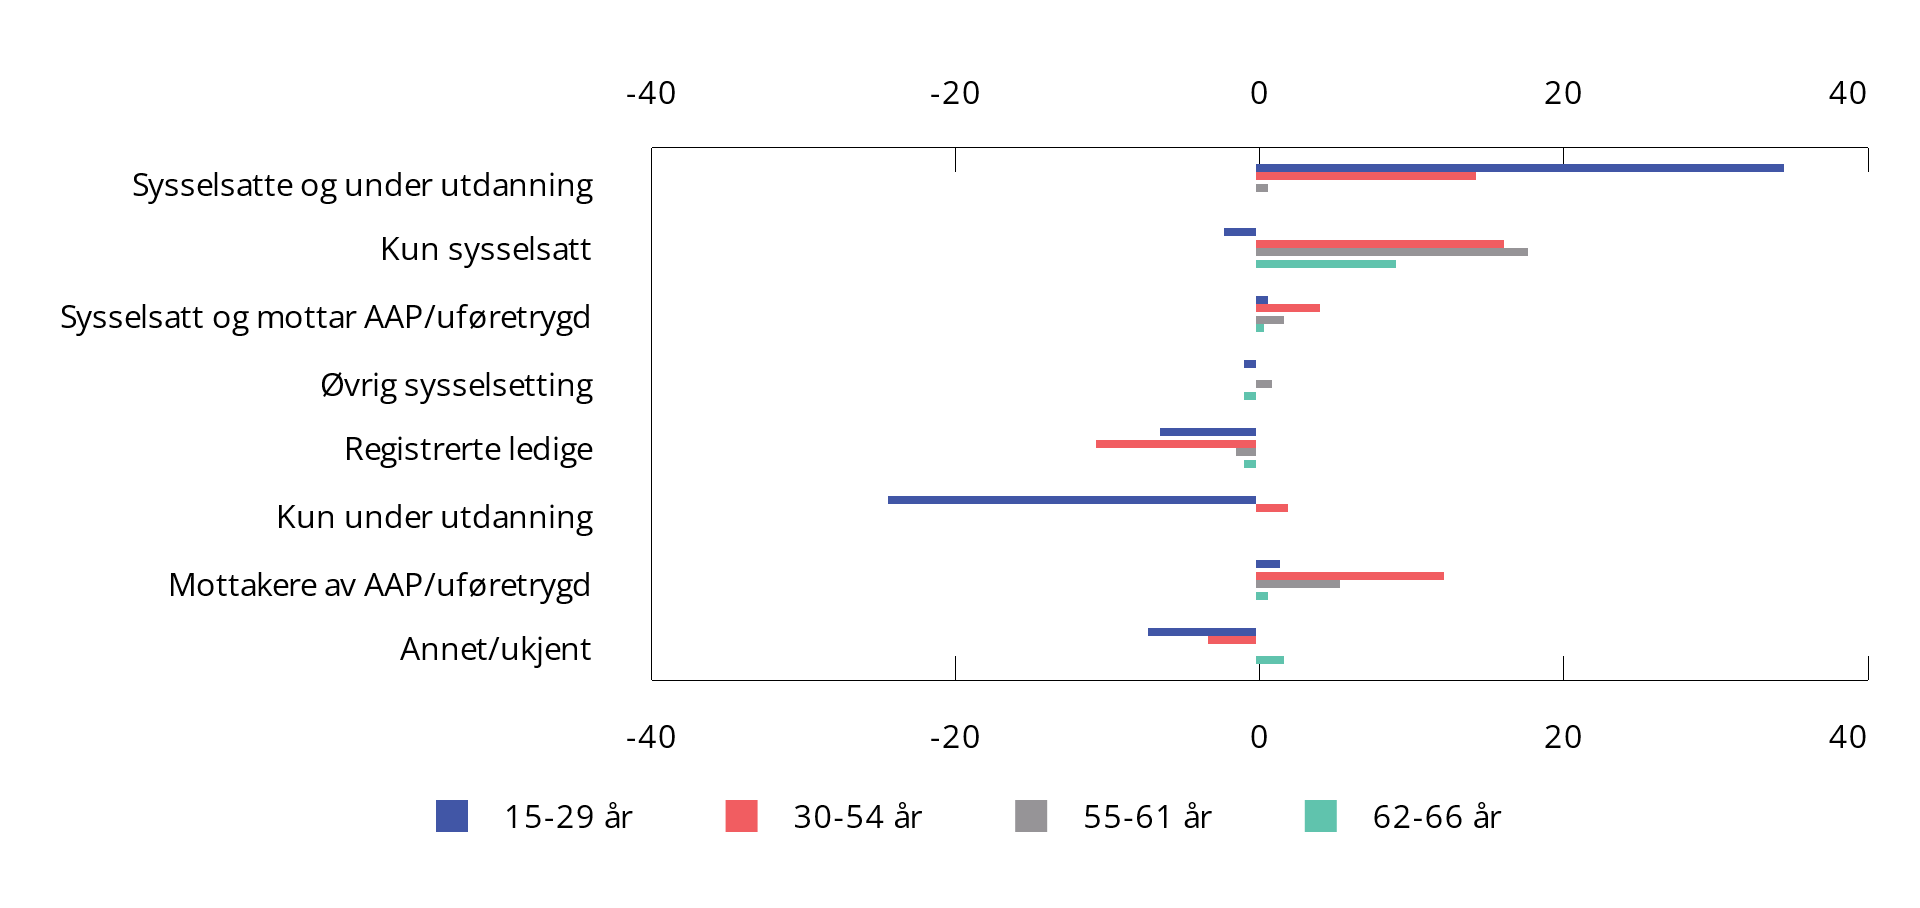 -40 -20 0 20 40
Sysselsatte og under utdanning
Kun sysselsatt
Sysselsatt og mottar AAP/uføretrygd
Øvrig sysselsetting
Registrerte ledige
Kun under utdanning
Mottakere av AAP/uføretrygd
Annet/ukjent
-40 -20 0 20 40
15-29 år 30-54 år 55-61 år 62-66 år